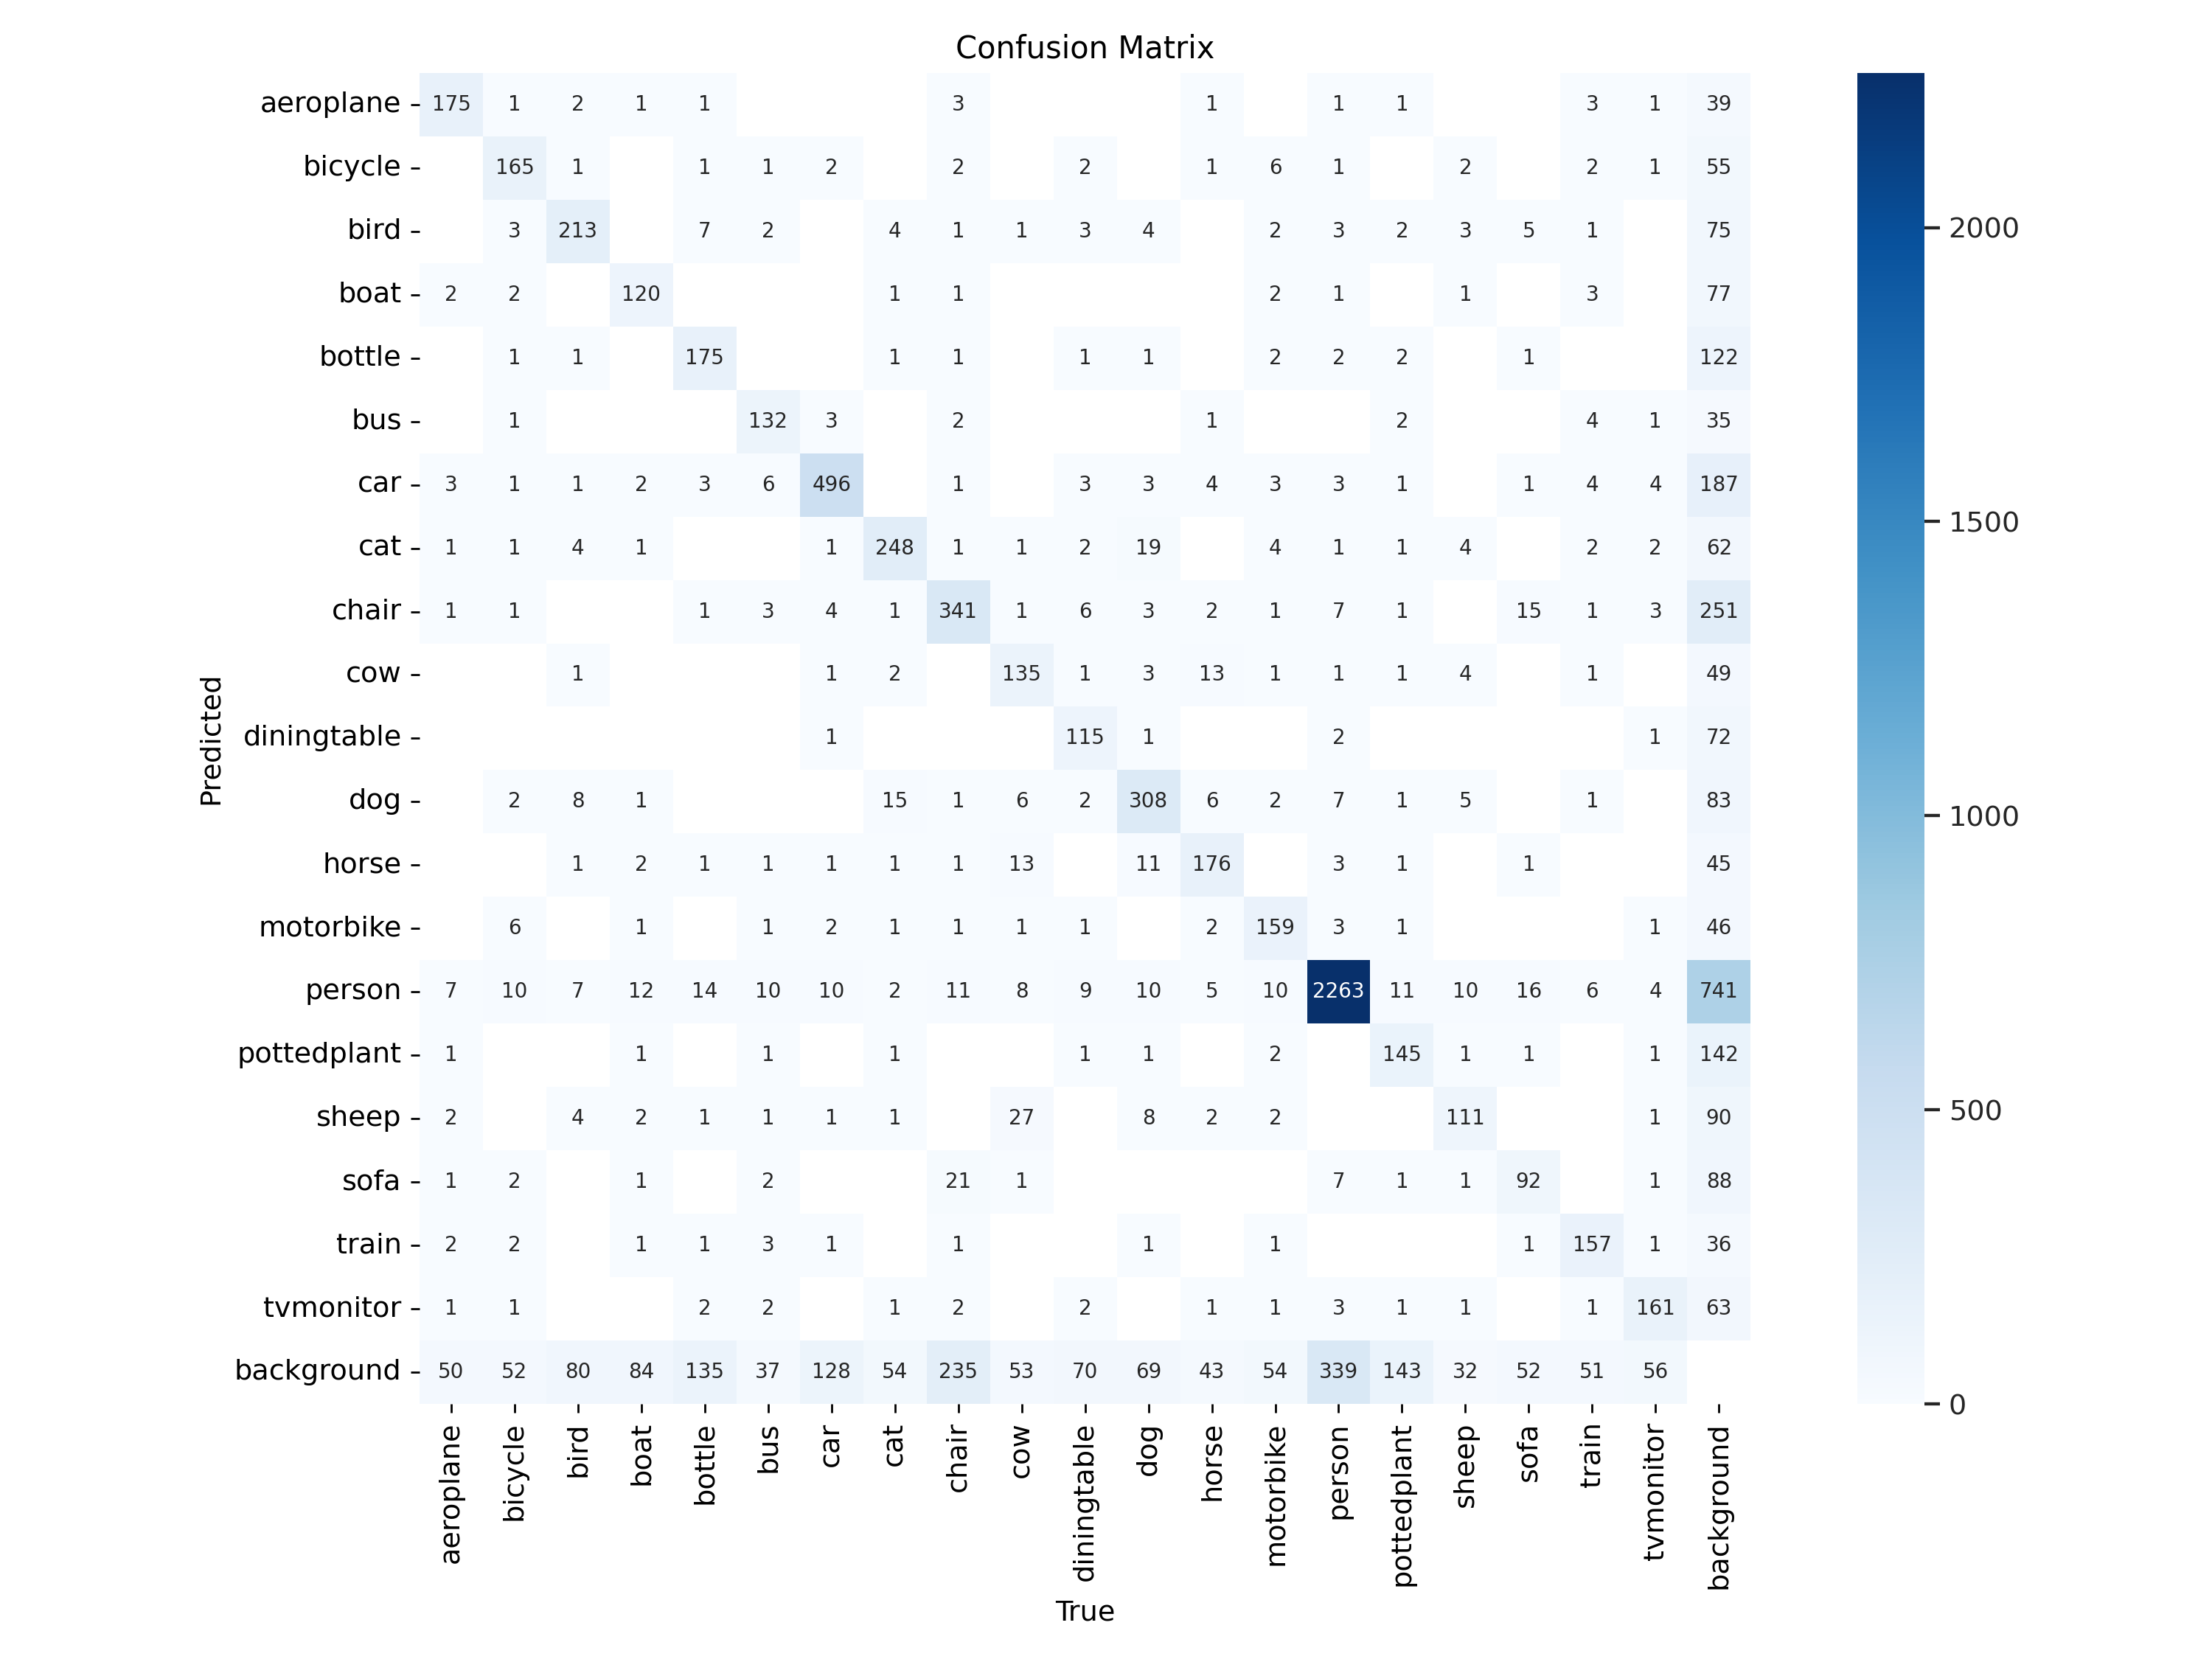 Confusion Matrix
aeroplane 175 1 2 1 1 3 1 1 1 3 1 39
bicycle 165 1 1 1 2 2 2 1 6 1 2 2 1 55
bird 3 213 7 2 4 1 1 3 4 2 3 2 3 5 1 75
boat 2 2 120 1 1 2 1 1 3 77
bottle 1 1 175 1 1 1 1 2 2 2 1 122
bus 1 132 3 2 1 2 4 1 35
car 3 1 1 2 3 6 496 1 3 3 4 3 3 1 1 4 4 187
cat 1 1 4 1 1 248 1 1 2 19 4 1 1 4 2 2 62
chair 1 1 1 3 4 1 341 1 6 3 2 1 7 1 15 1 3 251
cow 1 1 2 135 1 3 13 1 1 1 4 1 49
diningtable 1 115 1 2 1 72
dog 2 8 1 15 1 6 2 308 6 2 7 1 5 1 83
horse 1 2 1 1 1 1 1 13 11 176 3 1 1 45
motorbike 6 1 1 2 1 1 1 1 2 159 3 1 1 46
person 7 10 7 12 14 10 10 2 11 8 9 10 5 10 2263 11 10 16 6 4 741
pottedplant 1 1 1 1 1 1 2 145 1 1 1 142
sheep 2 4 2 1 1 1 1 27 8 2 2 111 1 90
sofa 1 2 1 2 21 1 7 1 1 92 1 88
train 2 2 1 1 3 1 1 1 1 1 157 1 36
tvmonitor 1 1 2 2 1 2 2 1 1 3 1 1 1 161 63
background 50 52 80 84 135 37 128 54 235 53 70 69 43 54 339 143 32 52 51 56
Predicted
aeroplane bicycle bird boat bottle bus car cat chair cow diningtable dog horse motorbike person pottedplant sheep sofa train tvmonitor background
True
2000
1500
1000
500
0